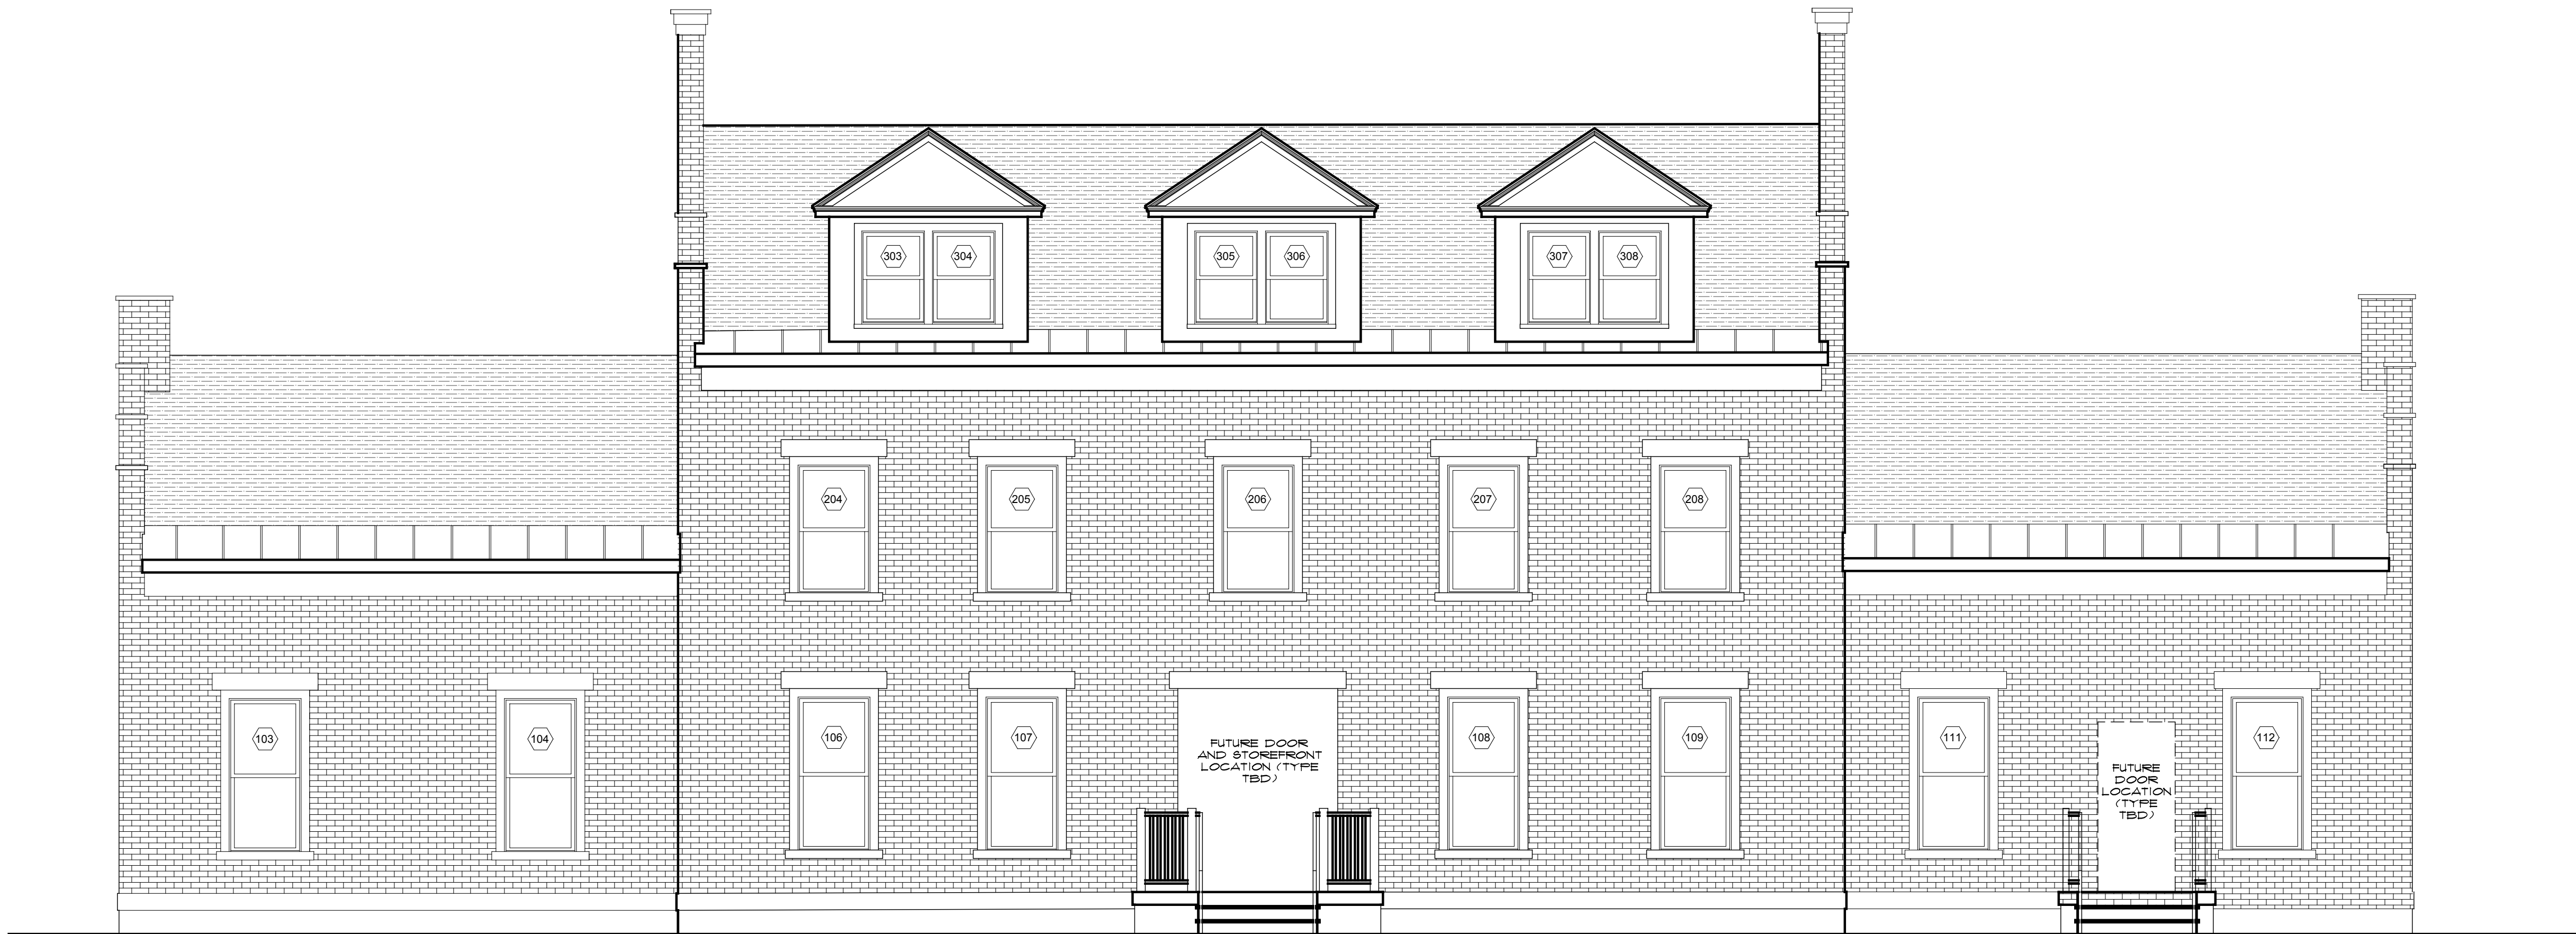 303
304
305
306
307
308
204
205
206
207
208
103
104
106
107
FUTURE DOOR
AND STOREFRONT
LOCATION (TYPE
TBD)
108
109
111
FUTURE
DOOR
LOCATION
(TYPE
TBD)
112